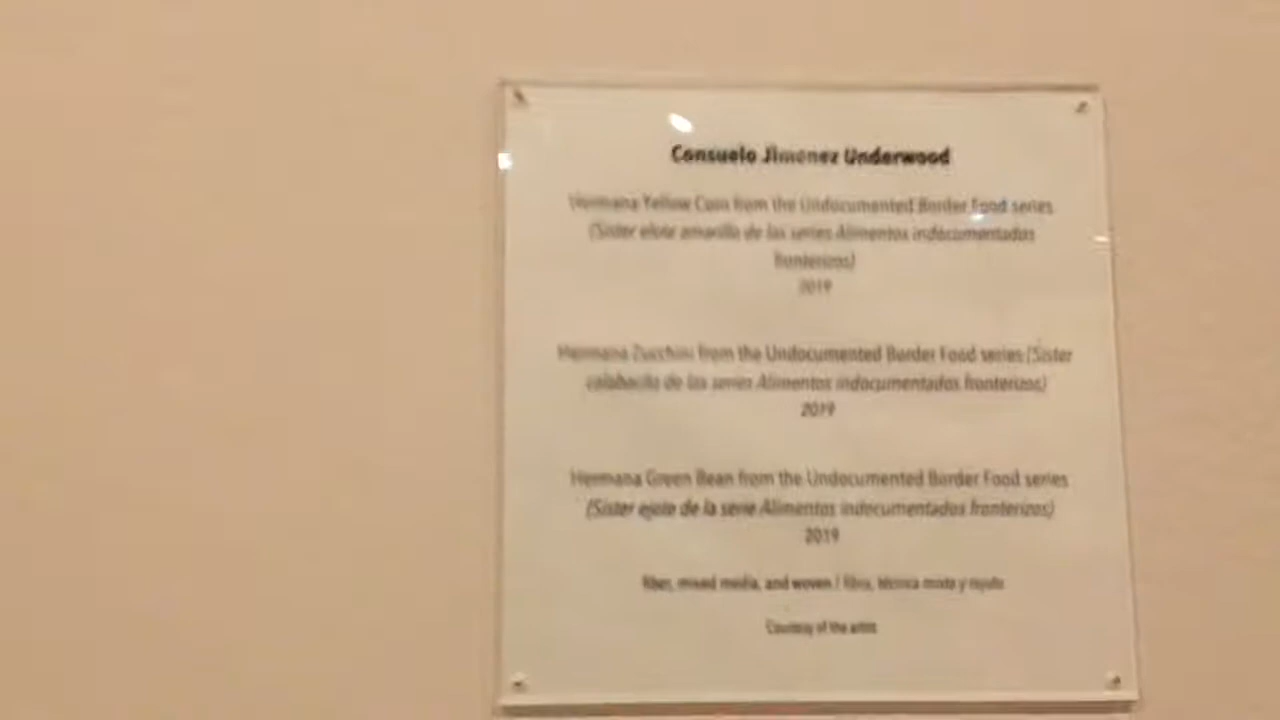 Consuelo Jimenez Underwood
Hermana Yellow Corn from the Undocumented Border Food series
(Sister elote amarillo de las series Alimentos indocumentados
fronterizos)
2019
Hermana Zucchini from the Undocumented Border Food series (Sister
calabacita de las series Alimentos indocumentados fronterizos)
2019
Hermana Green Bean from the Undocumented Border Food series
(Sister ejote de la serie Alimentos indocumentados fronterizos)
2019
fiber, mixed media, and woven / fibra, técnica mixta y tejido
Courtesy of the artist